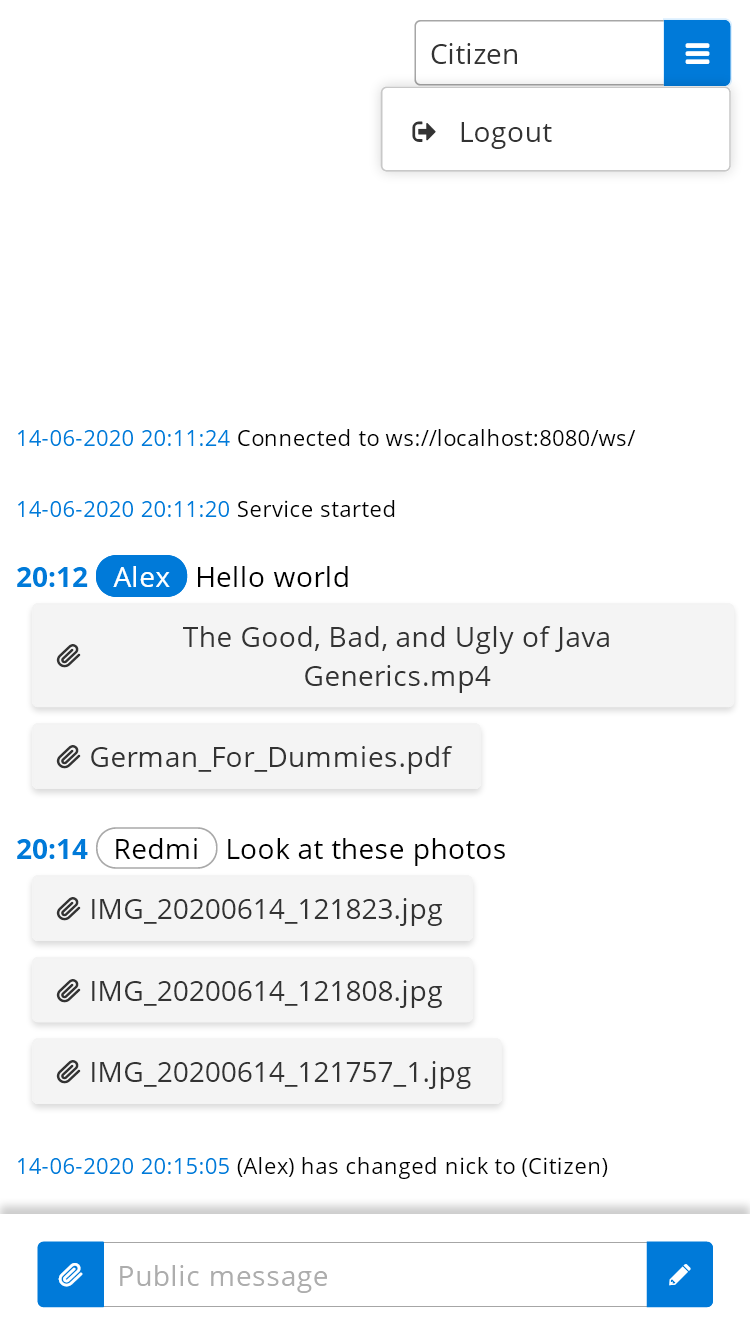 Citizen
Logout
14-06-2020 20:11:24 Connected to ws://localhost:8080/ws/
14-06-2020 20:11:20 Service started
20:12 Alex Hello world
The Good, Bad, and Ugly of Java
Generics.mp4
German_For_Dummies.pdf
20:14 Redmi Look at these photos
IMG_20200614_121823.jpg
IMG_20200614_121808.jpg
IMG_20200614_121757_1.jpg
14-06-2020 20:15:05 (Alex) has changed nick to (Citizen)
Public message